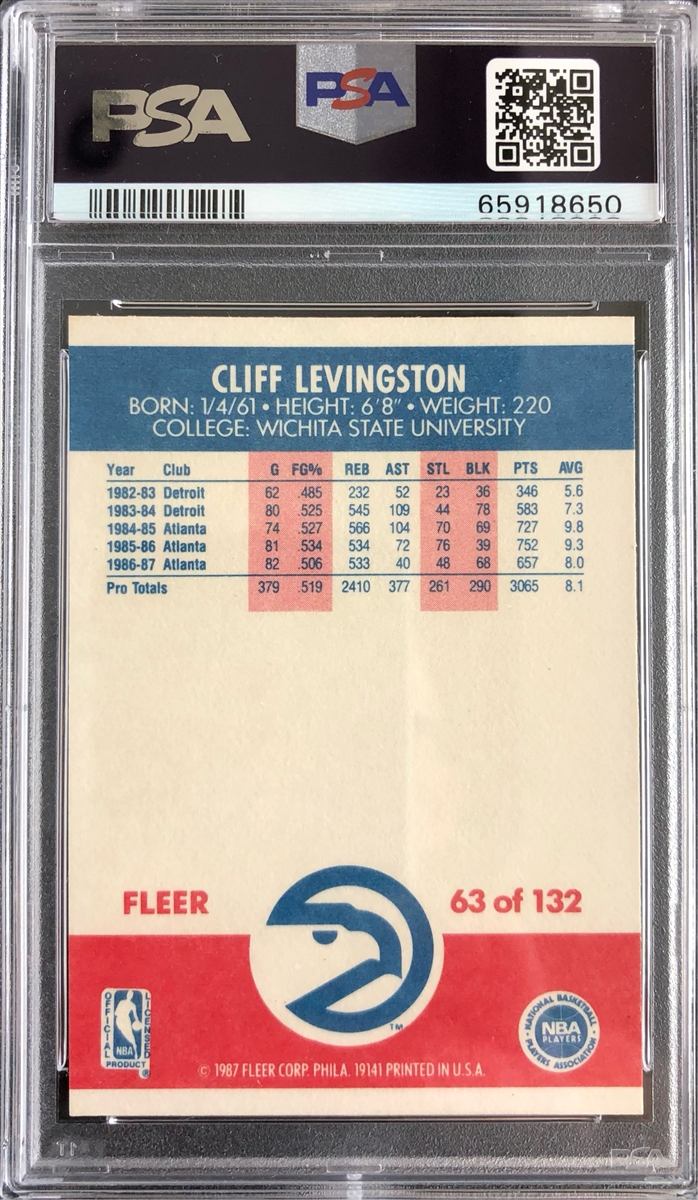 PSA
PSA
65918650
CLIFF LEVINGSTON
BORN: 1/4/61 • HEIGHT: 6'8" • WEIGHT: 220
COLLEGE: WICHITA STATE UNIVERSITY
Year Club G FG% REB AST STL BLK PTS AVG
1982-83 Detroit 62 .485 232 52 23 36 346 5.6
1983-84 Detroit 80 .525 545 109 44 78 583 7.3
1984-85 Atlanta 74 .527 566 104 70 69 727 9.8
1985-86 Atlanta 81 .534 534 72 76 39 752 9.3
1986-87 Atlanta 82 .506 533 40 48 68 657 8.0
Pro Totals 379 .519 2410 377 261 290 3065 8.1
FLEER
63 of 132
TM
OFFICIAL LICENSED
NBA
PRODUCT ®
NATIONAL BASKETBALL
NBA
PLAYERS
PLAYERS ASSOCIATION
© 1987 FLEER CORP. PHILA. 19141 PRINTED IN U.S.A.
PSA